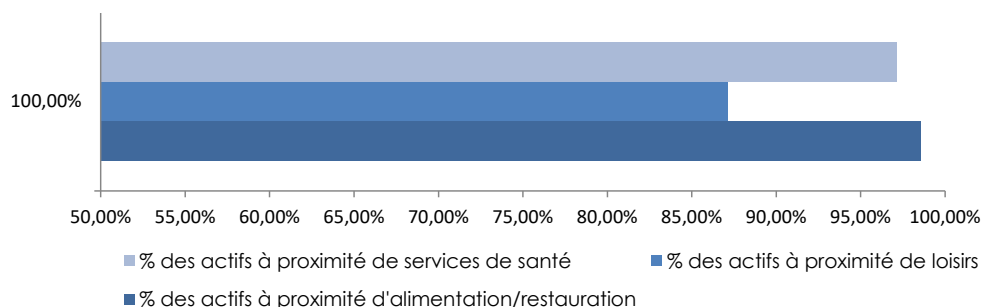 100,00%
50,00% 55,00% 60,00% 65,00% 70,00% 75,00% 80,00% 85,00% 90,00% 95,00% 100,00%
% des actifs à proximité de services de santé % des actifs à proximité de loisirs
% des actifs à proximité d'alimentation/restauration